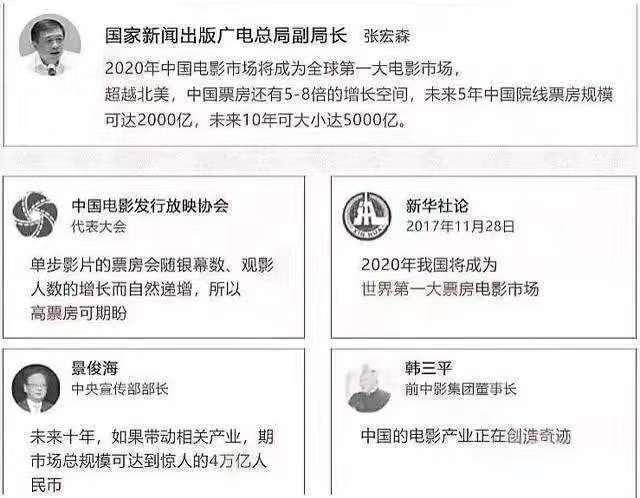 国家新闻出版广电总局副局长 张宏森
2020年中国电影市场将成为全球第一大电影市场，
超越北美，中国票房还有5-8倍的增长空间，未来5年中国院线票房规模
可达2000亿，未来10年可大小达5000亿。
中国电影发行放映协会
代表大会
单步影片的票房会随银幕数、观影
人数的增长而自然递增，所以
高票房可期盼
新华社论
2017年11月28日
2020年我国将成为
世界第一大票房电影市场
景俊海
中央宣传部部长
未来十年，如果带动相关产业，期
市场总规模可达到惊人的4万亿人
民币
韩三平
前中影集团董事长
中国的电影产业正在创造奇迹